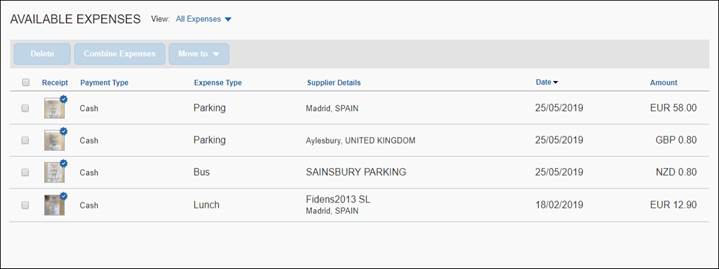 AVAILABLE EXPENSES View: All Expenses
Delete Combine Expenses Move to
Receipt Payment Type Expense Type Supplier Details Date Amount
Cash Parking Madrid, SPAIN 25/05/2019 EUR 58.00
Cash Parking Aylesbury, UNITED KINGDOM 25/05/2019 GBP 0.80
Cash Bus SAINSBURY PARKING 25/05/2019 NZD 0.80
Cash Lunch Fidens2013 SL 18/02/2019 EUR 12.90
Madrid, SPAIN